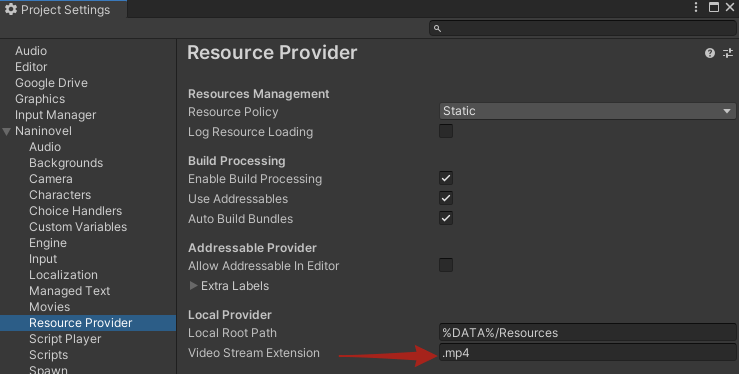 Project Settings
Audio
Editor
Google Drive
Graphics
Input Manager
Naninovel
Audio
Backgrounds
Camera
Characters
Choice Handlers
Custom Variables
Engine
Input
Localization
Managed Text
Movies
Resource Provider
Script Player
Scripts
Spawn
Resource Provider
Resources Management
Resource Policy Static
Log Resource Loading
Build Processing
Enable Build Processing
Use Addressables
Auto Build Bundles
Addressable Provider
Allow Addressable In Editor
Extra Labels
Local Provider
Local Root Path %DATA%/Resources
Video Stream Extension .mp4